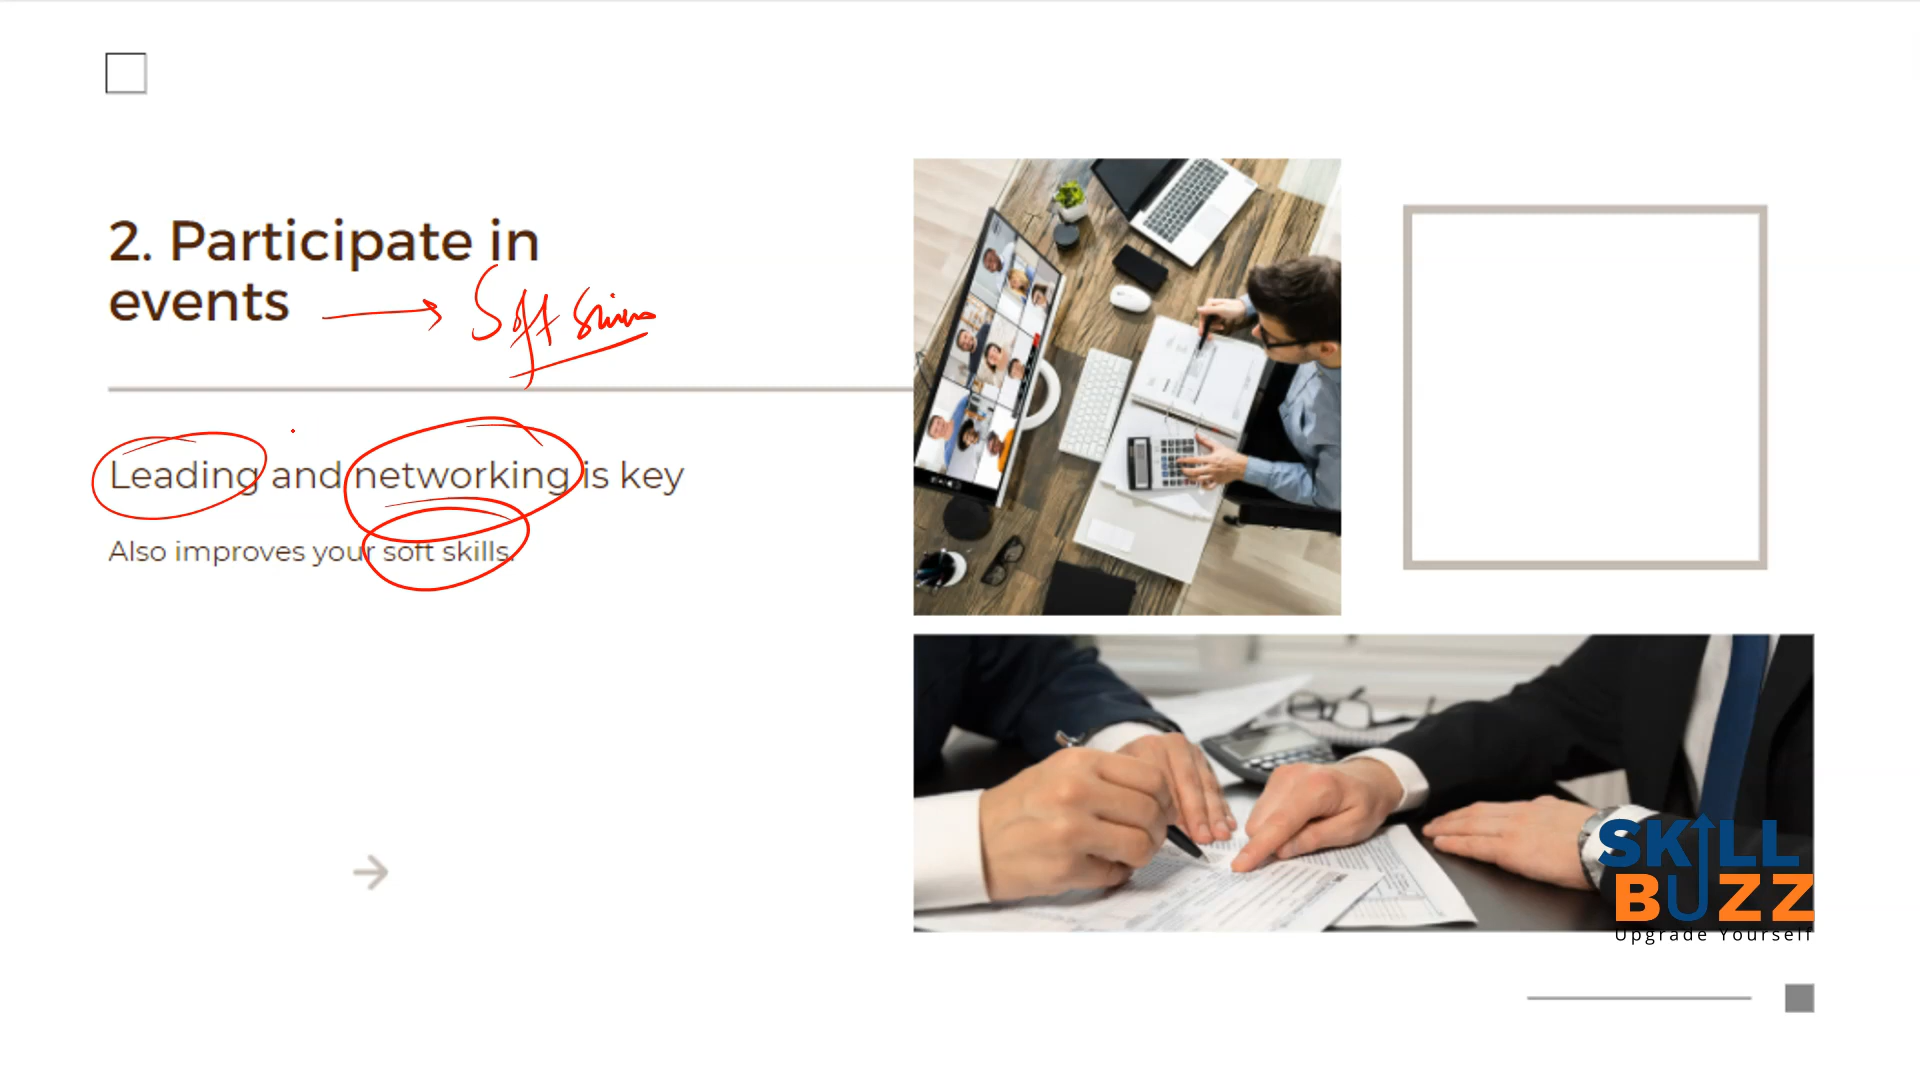 2. Participate in
events
Soft Skills
Leading and networking is key
Also improves your soft skills.
SKILL
BUZZ
Upgrade Yourself